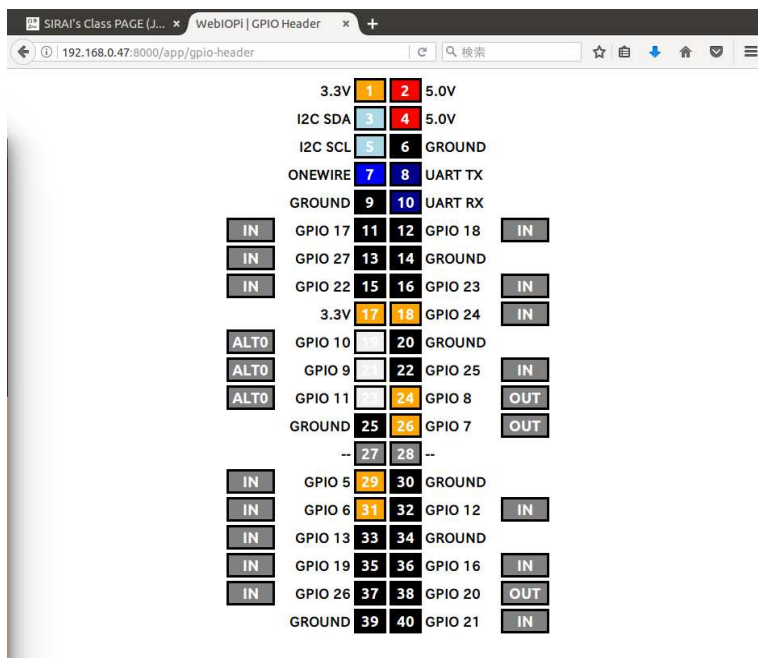 SIRAI's Class PAGE (J... × WebIOPi | GPIO Header × +
192.168.0.47:8000/app/gpio-header 検索
3.3V 1 2 5.0V
I2C SDA 3 4 5.0V
I2C SCL 5 6 GROUND
ONEWIRE 7 8 UART TX
GROUND 9 10 UART RX
IN GPIO 17 11 12 GPIO 18 IN
IN GPIO 27 13 14 GROUND
IN GPIO 22 15 16 GPIO 23 IN
3.3V 17 18 GPIO 24 IN
ALT0 GPIO 10 19 20 GROUND
ALT0 GPIO 9 21 22 GPIO 25 IN
ALT0 GPIO 11 23 24 GPIO 8 OUT
GROUND 25 26 GPIO 7 OUT
-- 27 28 --
IN GPIO 5 29 30 GROUND
IN GPIO 6 31 32 GPIO 12 IN
IN GPIO 13 33 34 GROUND
IN GPIO 19 35 36 GPIO 16 IN
IN GPIO 26 37 38 GPIO 20 OUT
GROUND 39 40 GPIO 21 IN